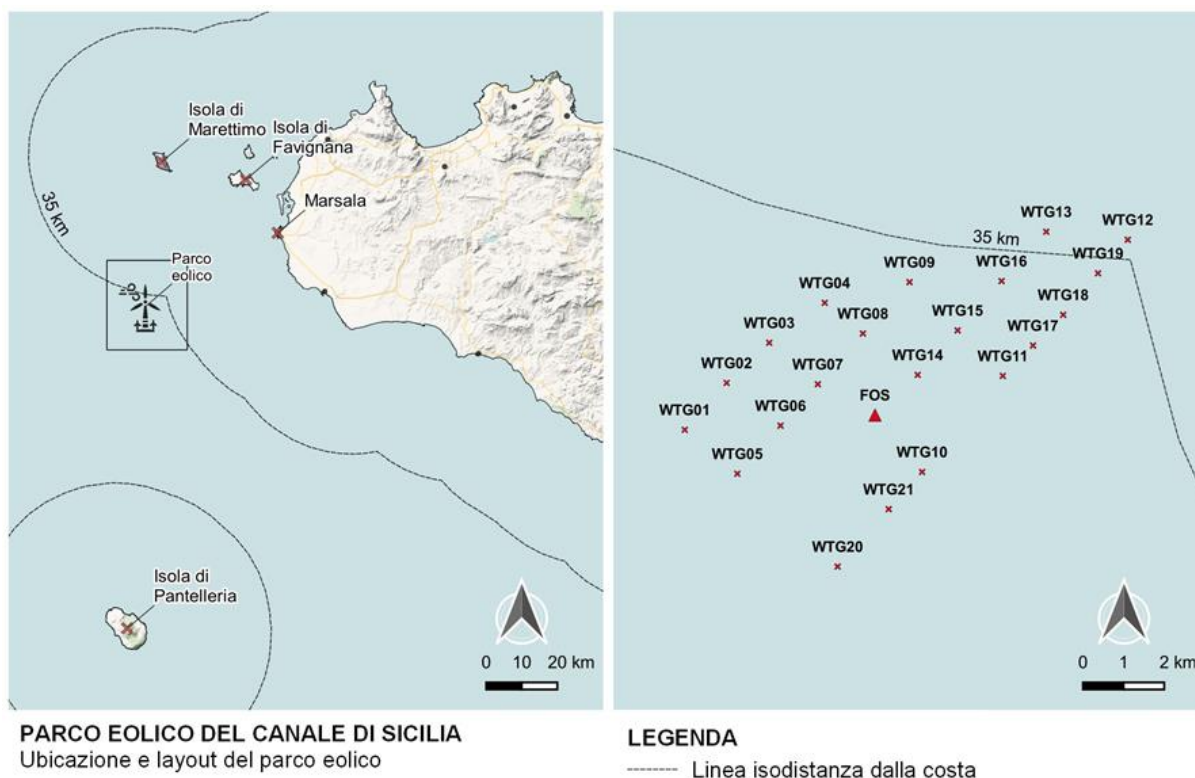 Isola di
Marettimo
Isola di
Favignana
Marsala
35 km
Parco
eolico
Isola di
Pantelleria
0 10 20 km
WTG13
WTG12
35 km
WTG19
WTG09
WTG16
WTG04
WTG18
WTG15
WTG08
WTG03
WTG17
WTG14
WTG11
WTG02
WTG07
FOS
WTG01
WTG06
WTG05
WTG10
WTG21
WTG20
0 1 2 km
PARCO EOLICO DEL CANALE DI SICILIA
Ubicazione e layout del parco eolico
LEGENDA
Linea isodistanza dalla costa